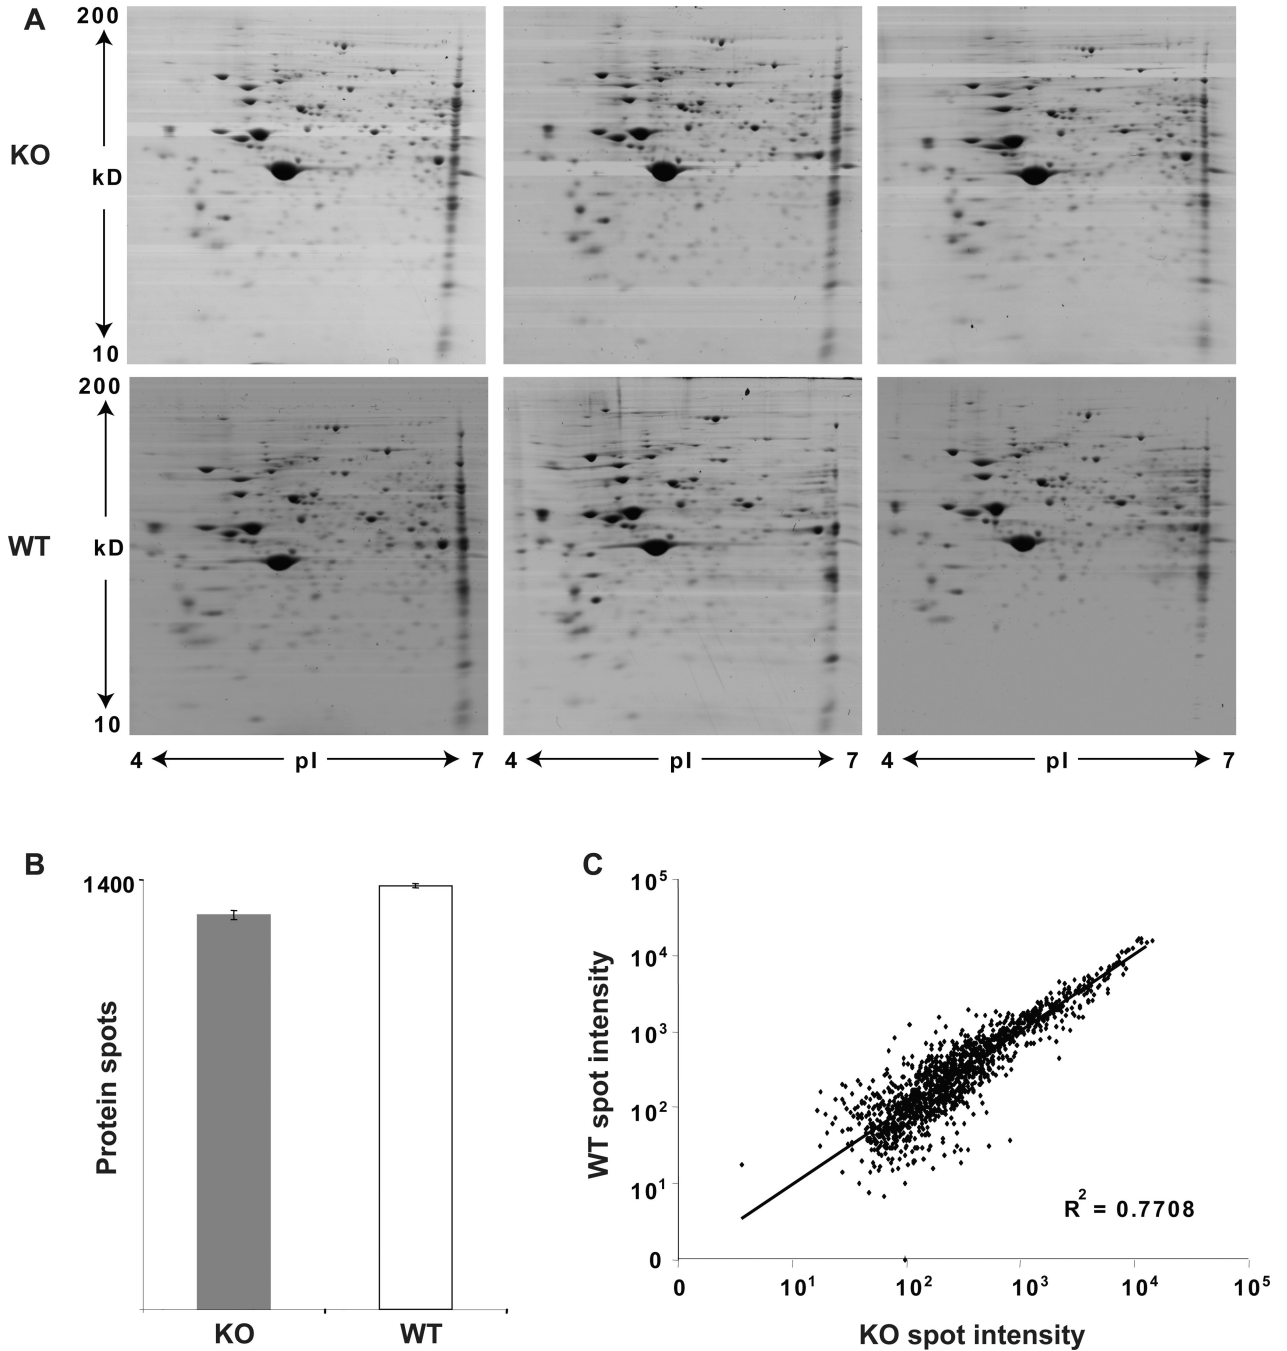 A
200
KO
kD
10
200
WT
kD
10
4 pI 7 4 pI 7 4 pI 7
B
1400
Protein spots
KO WT
C
10^5
10^4
10^3
10^2
10^1
0
WT spot intensity
R^2 = 0.7708
0 10^1 10^2 10^3 10^4 10^5
KO spot intensity